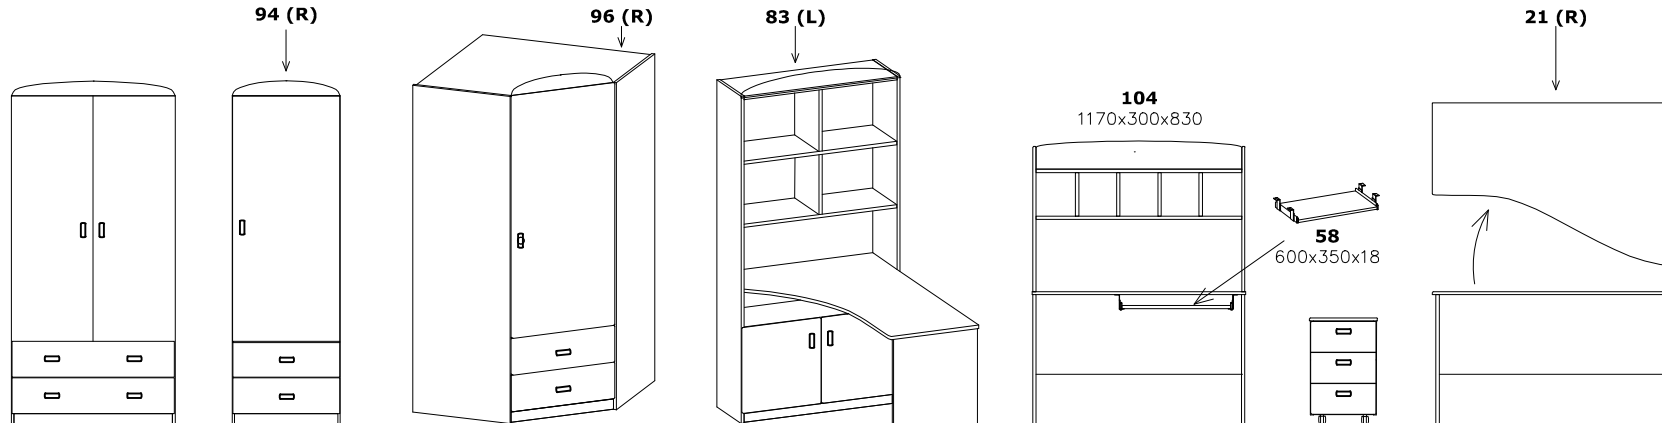 94 (R)
96 (R)
83 (L)
21 (R)
104
1170x300x830
58
600x350x18